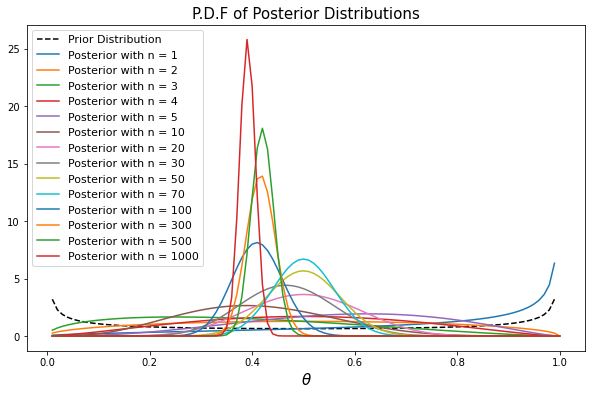 P.D.F of Posterior Distributions
Prior Distribution
Posterior with n = 1
Posterior with n = 2
Posterior with n = 3
Posterior with n = 4
Posterior with n = 5
Posterior with n = 10
Posterior with n = 20
Posterior with n = 30
Posterior with n = 50
Posterior with n = 70
Posterior with n = 100
Posterior with n = 300
Posterior with n = 500
Posterior with n = 1000
25
20
15
10
5
0
0.0 0.2 0.4 0.6 0.8 1.0
θ